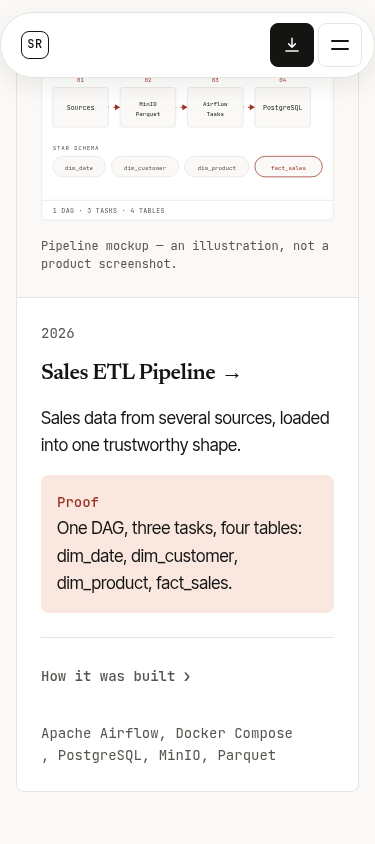 SR
01 02 03 04
Sources MinIO Parquet Airflow Tasks PostgreSQL
STAR SCHEMA
dim_date dim_customer dim_product fact_sales
1 DAG · 3 TASKS · 4 TABLES
Pipeline mockup — an illustration, not a
product screenshot.
2026
Sales ETL Pipeline →
Sales data from several sources, loaded
into one trustworthy shape.
Proof
One DAG, three tasks, four tables:
dim_date, dim_customer,
dim_product, fact_sales.
How it was built ❯
Apache Airflow, Docker Compose
, PostgreSQL, MinIO, Parquet